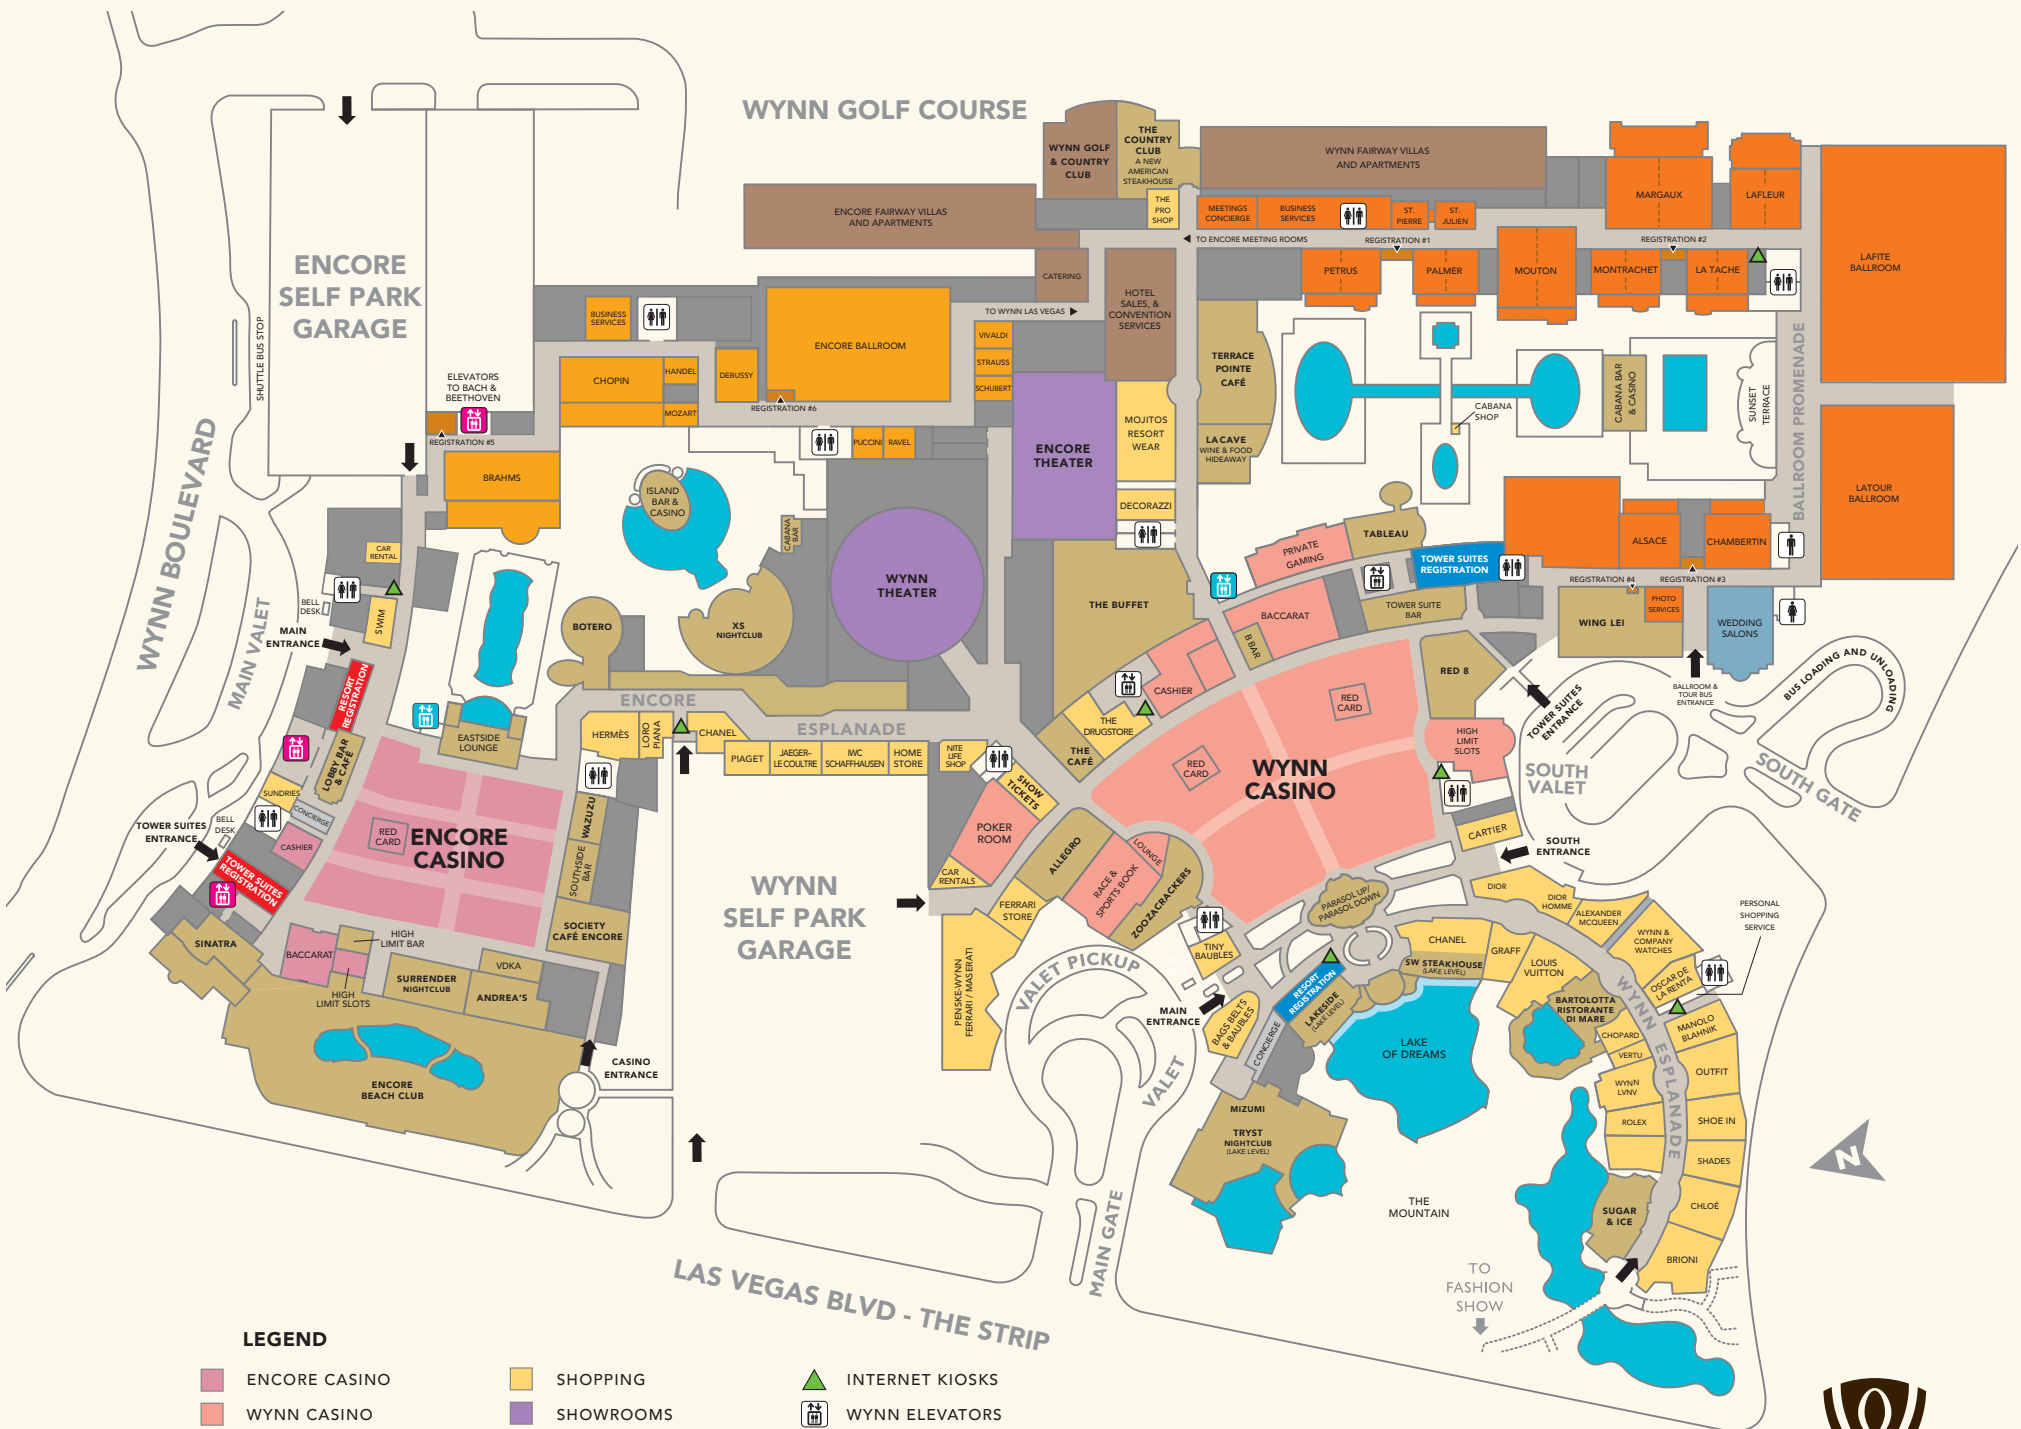 WYNN GOLF COURSE
WYNN GOLF
& COUNTRY
CLUB
THE
COUNTRY
CLUB
A NEW
AMERICAN
STEAKHOUSE
THE
PRO
SHOP
WYNN FAIRWAY VILLAS
AND APARTMENTS
MARGAUX
LAFLEUR
ENCORE FAIRWAY VILLAS
AND APARTMENTS
MEETINGS
CONCIERGE
BUSINESS
SERVICES
ST.
PIERRE
ST.
JULIEN
TO ENCORE MEETING ROOMS
REGISTRATION #1
REGISTRATION #2
LAFITE
BALLROOM
ENCORE
SELF PARK
GARAGE
SHUTTLE BUS STOP
CATERING
HOTEL
SALES, &
CONVENTION
SERVICES
PETRUS
PALMER
MOUTON
MONTRACHET
LA TACHE
TO WYNN LAS VEGAS
BUSINESS
SERVICES
ENCORE BALLROOM
VIVALDI
STRAUSS
SCHUBERT
CHOPIN
HANDEL
MOZART
DEBUSSY
REGISTRATION #6
ELEVATORS
TO BACH &
BEETHOVEN
REGISTRATION #5
TERRACE
POINTE
CAFÉ
CABANA
SHOP
CABANA BAR
& CASINO
SUNSET
TERRACE
BALLROOM PROMENADE
MOJITOS
RESORT
WEAR
LA CAVE
WINE & FOOD
HIDEAWAY
PUCCINI
RAVEL
ENCORE
THEATER
WYNN BOULEVARD
BRAHMS
ISLAND
BAR &
CASINO
CABANA
BAR
DECORAZZI
LATOUR
BALLROOM
PRIVATE
GAMING
TABLEAU
TOWER SUITES
REGISTRATION
ALSACE
CHAMBERTIN
CAR
RENTAL
REGISTRATION #4
REGISTRATION #3
WYNN
THEATER
THE BUFFET
BELL
DESK
SWIM
MAIN
ENTRANCE
MAIN VALET
BOTERO
XS
NIGHTCLUB
BACCARAT
TOWER SUITE
BAR
B BAR
WING LEI
PHOTO
SERVICES
WEDDING
SALONS
RED 8
CASHIER
RED
CARD
TOWER SUITES
ENTRANCE
BALLROOM &
TOUR BUS
ENTRANCE
BUS LOADING AND UNLOADING
RESORT
REGISTRATION
ENCORE
ESPLANADE
EASTSIDE
LOUNGE
HERMÈS
LORO
PIANA
CHANEL
PIAGET
JAEGER-
LE COULTRE
IWC
SCHAFFHAUSEN
HOME
STORE
NITE
LIFE
SHOP
THE
DRUGSTORE
THE
CAFÉ
SHOW
TICKETS
RED
CARD
WYNN
CASINO
HIGH
LIMIT
SLOTS
SOUTH
VALET
SOUTH GATE
LOBBY BAR
& CAFÉ
SUNDRIES
CONCIERGE
TOWER SUITES
ENTRANCE
BELL
DESK
CASHIER
TOWER SUITES
REGISTRATION
RED
CARD
ENCORE
CASINO
WAZUZU
SOUTHSIDE
BAR
SOCIETY
CAFÉ ENCORE
POKER
ROOM
CAR
RENTALS
ALLEGRO
LOUNGE
RACE &
SPORTS BOOK
ZOOZACRACKERS
CARTIER
SOUTH
ENTRANCE
WYNN
SELF PARK
GARAGE
FERRARI
STORE
PENSKE-WYNN
FERRARI / MASERATI
TINY
BAUBLES
PARASOL UP/
PARASOL DOWN
DIOR
DIOR
HOMME
ALEXANDER
MCQUEEN
PERSONAL
SHOPPING
SERVICE
SINATRA
BACCARAT
HIGH
LIMIT BAR
HIGH
LIMIT SLOTS
SURRENDER
NIGHTCLUB
VDKA
ANDREA'S
CHANEL
GRAFF
LOUIS
VUITTON
WYNN &
COMPANY
WATCHES
OSCAR DE
LA RENTA
SW STEAKHOUSE
(LAKE LEVEL)
VALET PICKUP
MAIN
ENTRANCE
BAGS BELTS
& BAUBLES
RESORT
REGISTRATION
LAKESIDE
(LAKE LEVEL)
CONCIERGE
LAKE
OF DREAMS
BARTOLOTTA
RISTORANTE
DI MARE
CHOPARD
VERTU
WYNN ESPLANADE
MANOLO
BLAHNIK
OUTFIT
WYNN
LVNV
ROLEX
SHOE IN
SHADES
CHLOÉ
BRIONI
SUGAR
& ICE
ENCORE
BEACH CLUB
CASINO
ENTRANCE
VALET
MIZUMI
TRYST
NIGHTCLUB
(LAKE LEVEL)
THE
MOUNTAIN
N
MAIN GATE
LAS VEGAS BLVD - THE STRIP
TO
FASHION
SHOW
LEGEND
ENCORE CASINO
SHOPPING
INTERNET KIOSKS
WYNN CASINO
SHOWROOMS
WYNN ELEVATORS